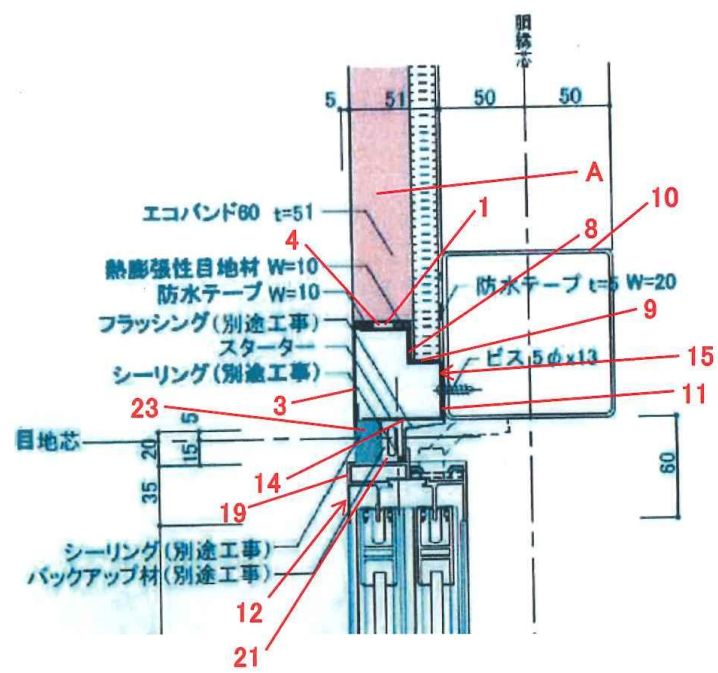 胴縁芯
5
51
50
50
A
10
1
エコバンド60 t=51
4
8
熱膨張性目地材 W=10
防水テープ t=5 W=20
防水テープ W=10
9
フラッシング(別途工事)
スターター
ビス 5φx13
15
シーリング(別途工事)
11
23
3
5
目地芯
20
15
14
60
35
19
シーリング(別途工事)
バックアップ材(別途工事)
12
21